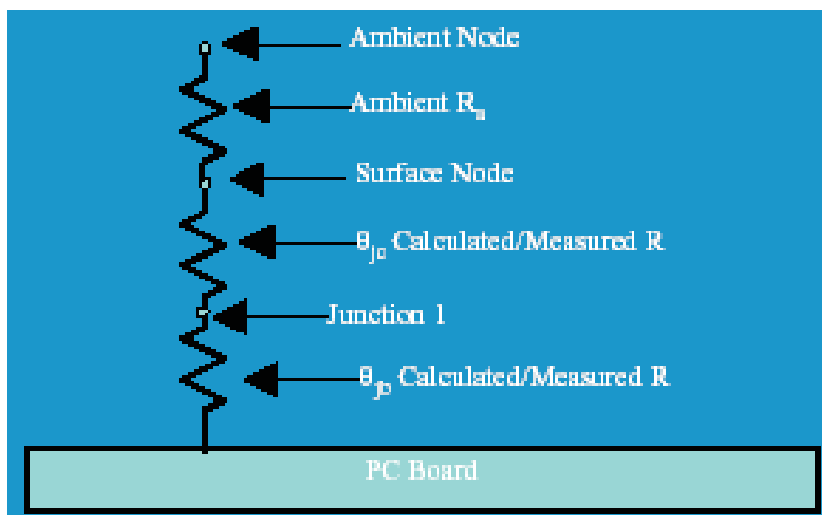 Ambient Node
Ambient Rₐ
Surface Node
θjc Calculated/Measured R
Junction 1
θjb Calculated/Measured R
PC Board